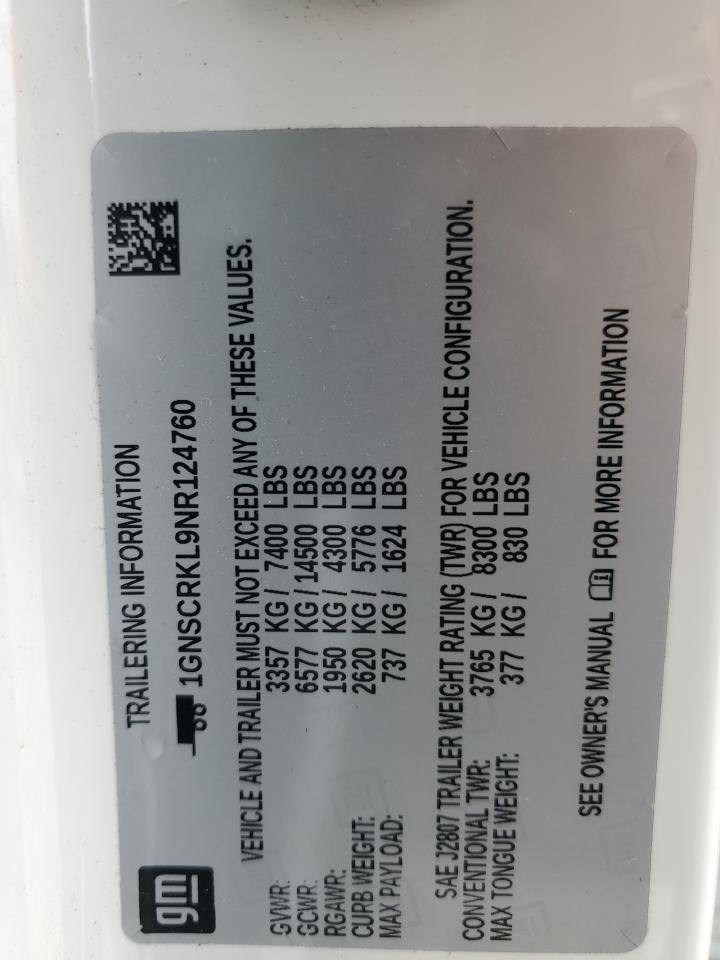 gm
TRAILERING INFORMATION
1GNSCRKL9NR124760
VEHICLE AND TRAILER MUST NOT EXCEED ANY OF THESE VALUES.
GVWR: 3357 KG / 7400 LBS
GCWR: 6577 KG / 14500 LBS
RGAWR: 1950 KG / 4300 LBS
CURB WEIGHT: 2620 KG / 5776 LBS
MAX PAYLOAD: 737 KG / 1624 LBS
SAE J2807 TRAILER WEIGHT RATING (TWR) FOR VEHICLE CONFIGURATION.
CONVENTIONAL TWR: 3765 KG / 8300 LBS
MAX TONGUE WEIGHT: 377 KG / 830 LBS
SEE OWNER'S MANUAL FOR MORE INFORMATION